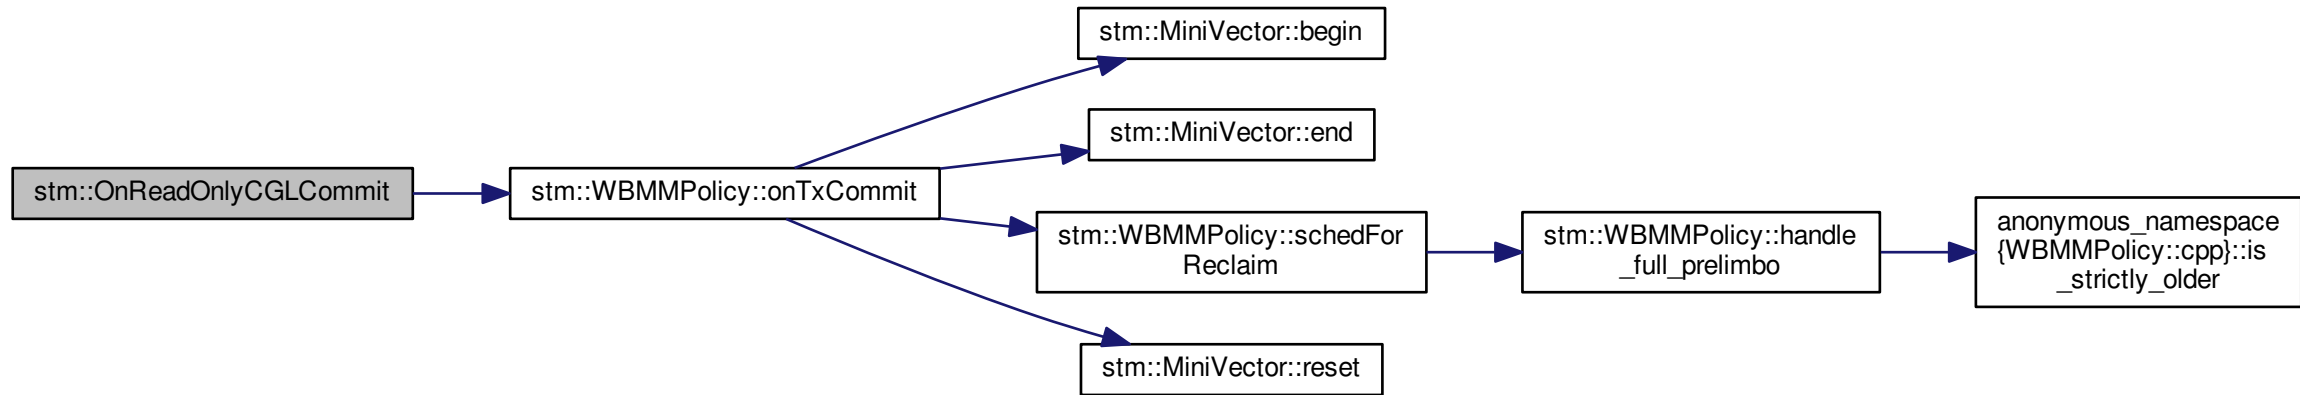 stm::MiniVector::begin
stm::MiniVector::end
stm::OnReadOnlyCGLCommit
stm::WBMMPolicy::onTxCommit
stm::WBMMPolicy::schedFor
Reclaim
stm::WBMMPolicy::handle
_full_prelimbo
anonymous_namespace
{WBMMPolicy::cpp}::is
_strictly_older
stm::MiniVector::reset